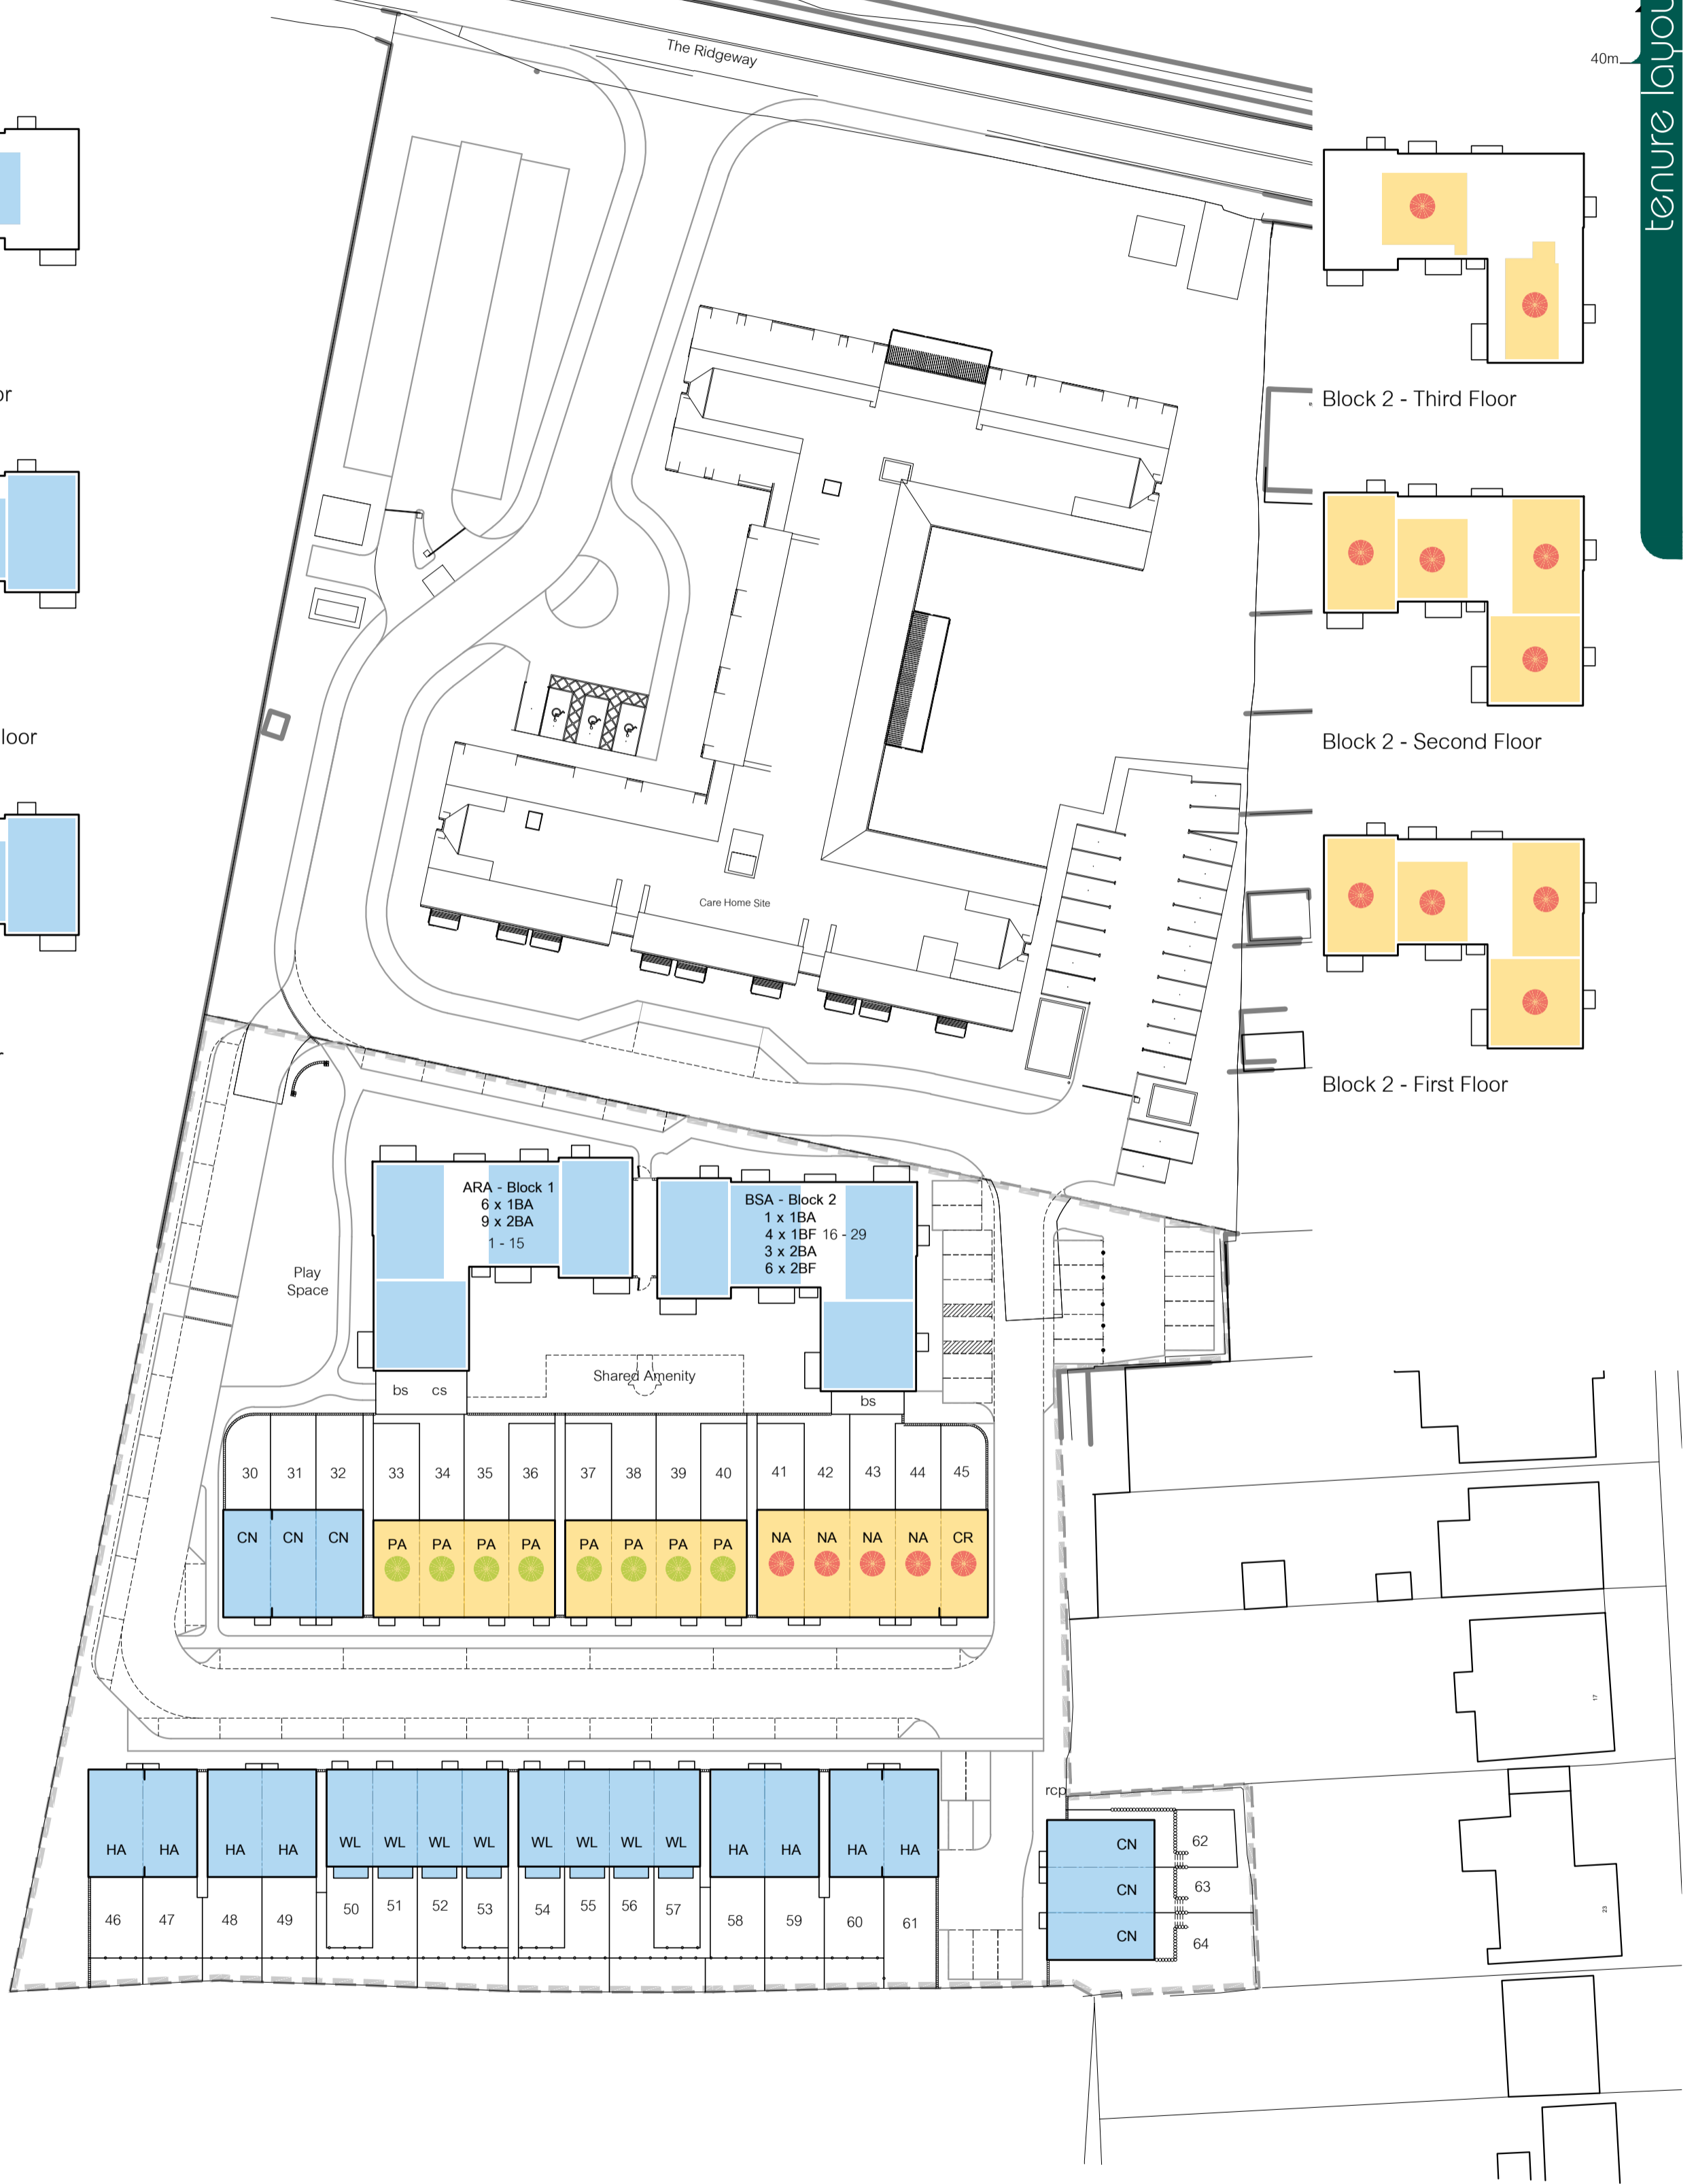 The Ridgeway
40m
tenure layou
Block 2 - Third Floor
or
Block 2 - Second Floor
loor
Care Home Site
Block 2 - First Floor
ARA - Block 1
6 x 1BA
9 x 2BA
1 - 15
BSA - Block 2
1 x 1BA
4 x 1BF 16 - 29
3 x 2BA
6 x 2BF
Play
Space
Shared Amenity
bs cs
bs
30 31 32 33 34 35 36 37 38 39 40 41 42 43 44 45
CN CN CN PA PA PA PA PA PA PA PA NA NA NA NA CR
17
rcp
HA HA HA HA WL WL WL WL WL WL WL WL HA HA HA HA
46 47 48 49 50 51 52 53 54 55 56 57 58 59 60 61
CN 62
CN 63
CN 64
23